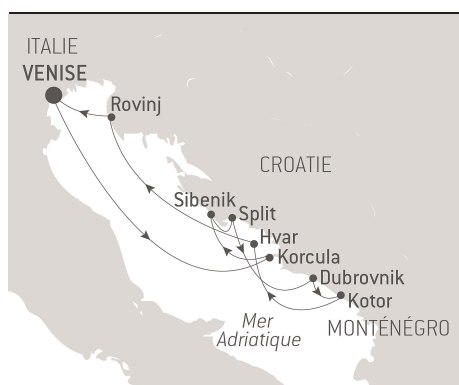 ITALIE
VENISE
Rovinj
CROATIE
Sibenik
Split
Hvar
Korcula
Dubrovnik
Kotor
Mer
Adriatique
MONTÉNÉGRO